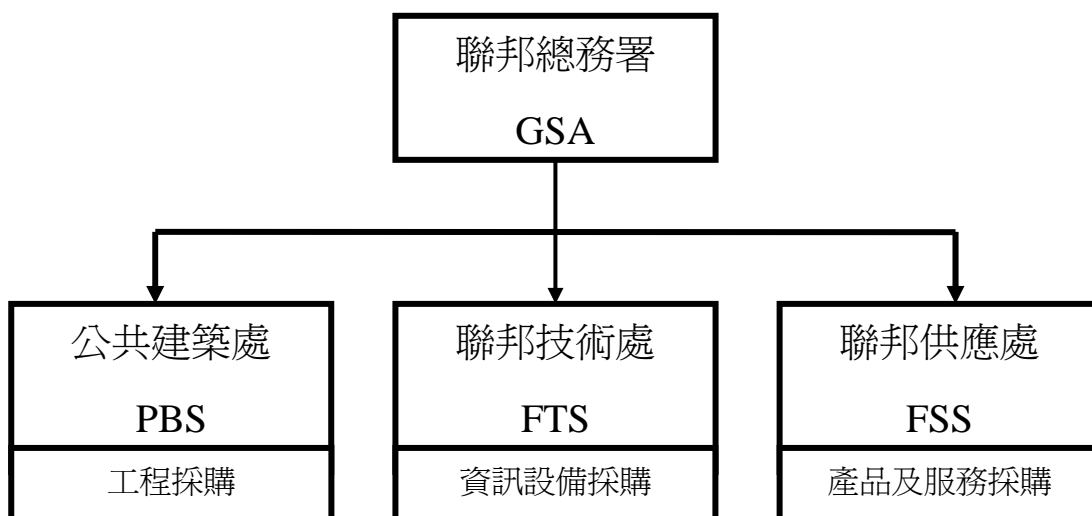 聯邦總務署
GSA
公共建築處
PBS
工程採購
聯邦技術處
FTS
資訊設備採購
聯邦供應處
FSS
產品及服務採購